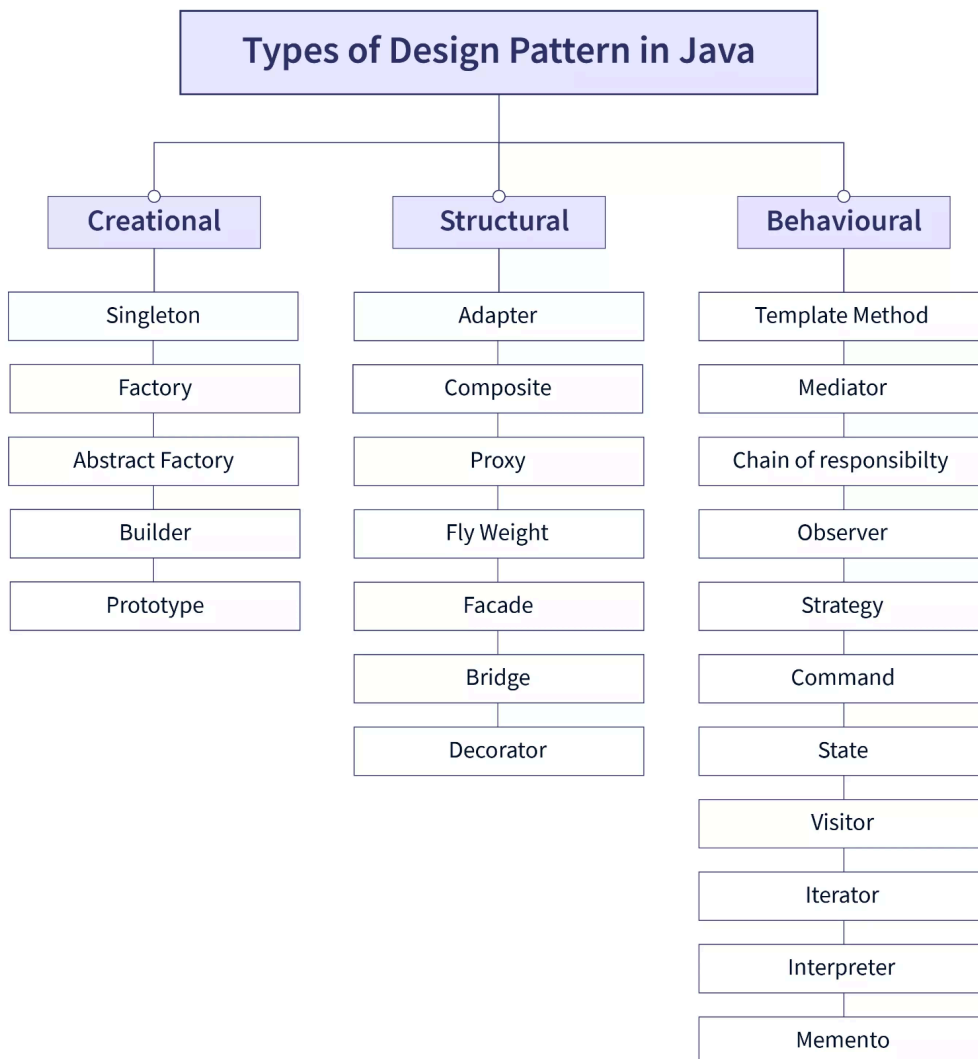 Types of Design Pattern in Java
Creational
Structural
Behavioural
Singleton
Factory
Abstract Factory
Builder
Prototype
Adapter
Composite
Proxy
Fly Weight
Facade
Bridge
Decorator
Template Method
Mediator
Chain of responsibilty
Observer
Strategy
Command
State
Visitor
Iterator
Interpreter
Memento